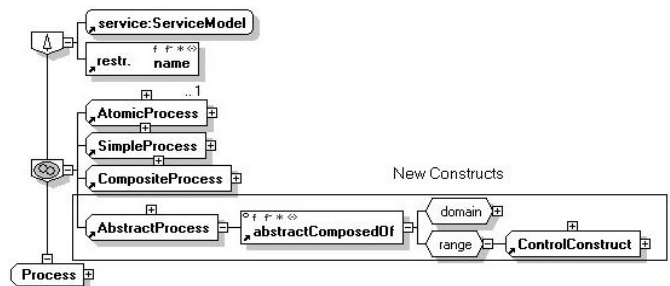 service:ServiceModel
restr. name
..1
AtomicProcess
SimpleProcess
CompositeProcess
New Constructs
AbstractProcess
abstractComposedOf
domain
range
ControlConstruct
Process